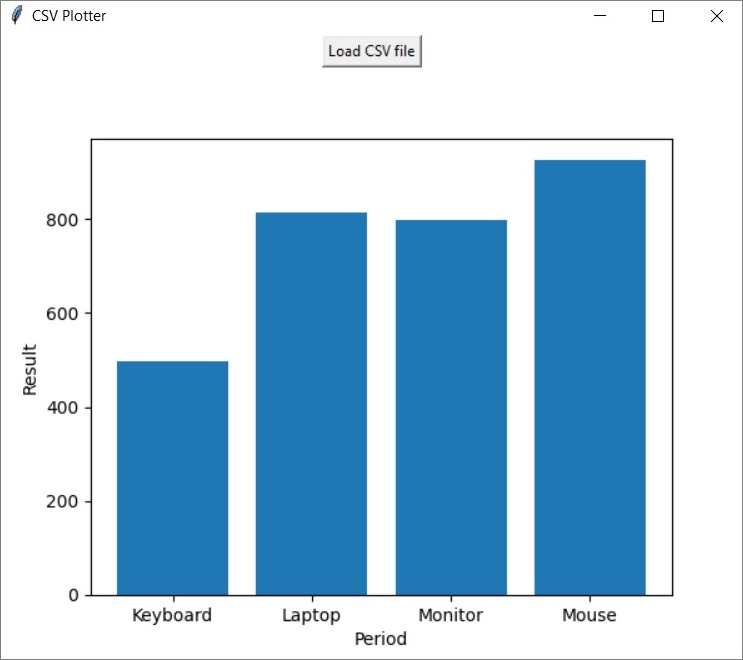 CSV Plotter
Load CSV file
800
600
400
200
0
Result
Keyboard Laptop Monitor Mouse
Period